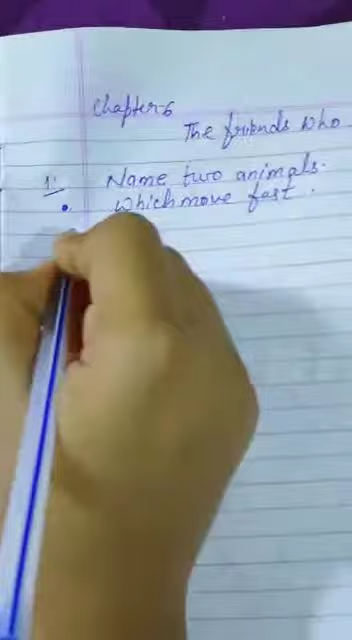 Chapter 6
The friends who
1. Name two animals.
which move fast.